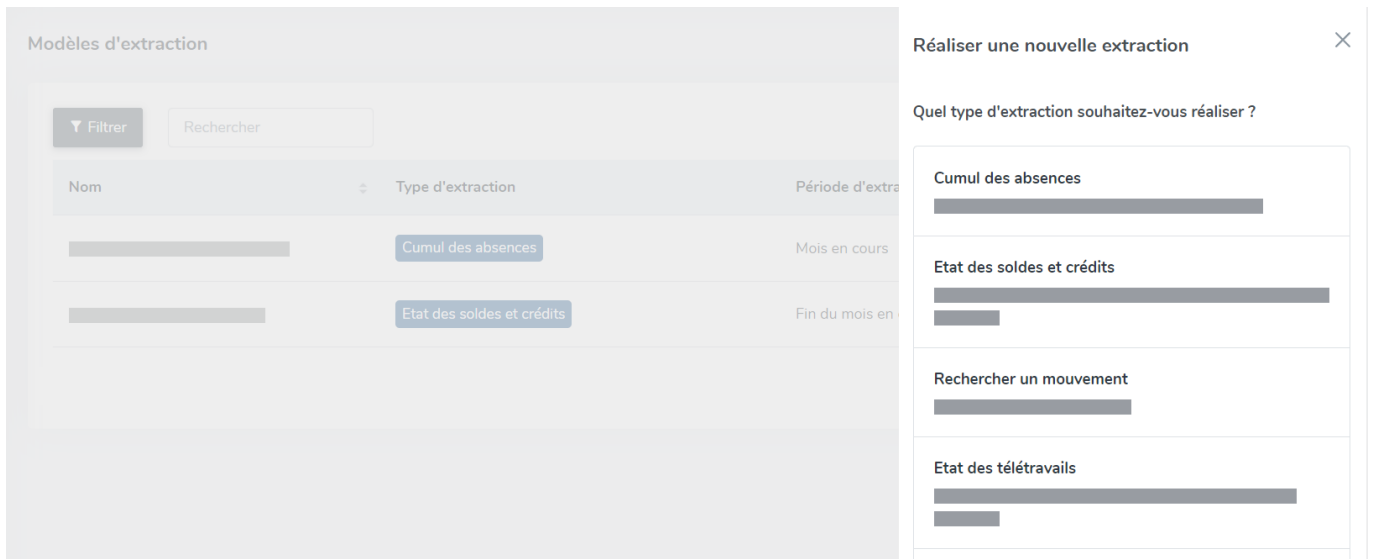 Modèles d'extraction
Filtrer
Rechercher
Nom
Type d'extraction
Période d'extra
Cumul des absences
Mois en cours
Etat des soldes et crédits
Fin du mois en
Réaliser une nouvelle extraction
Quel type d'extraction souhaitez-vous réaliser ?
Cumul des absences
Etat des soldes et crédits
Rechercher un mouvement
Etat des télétravails